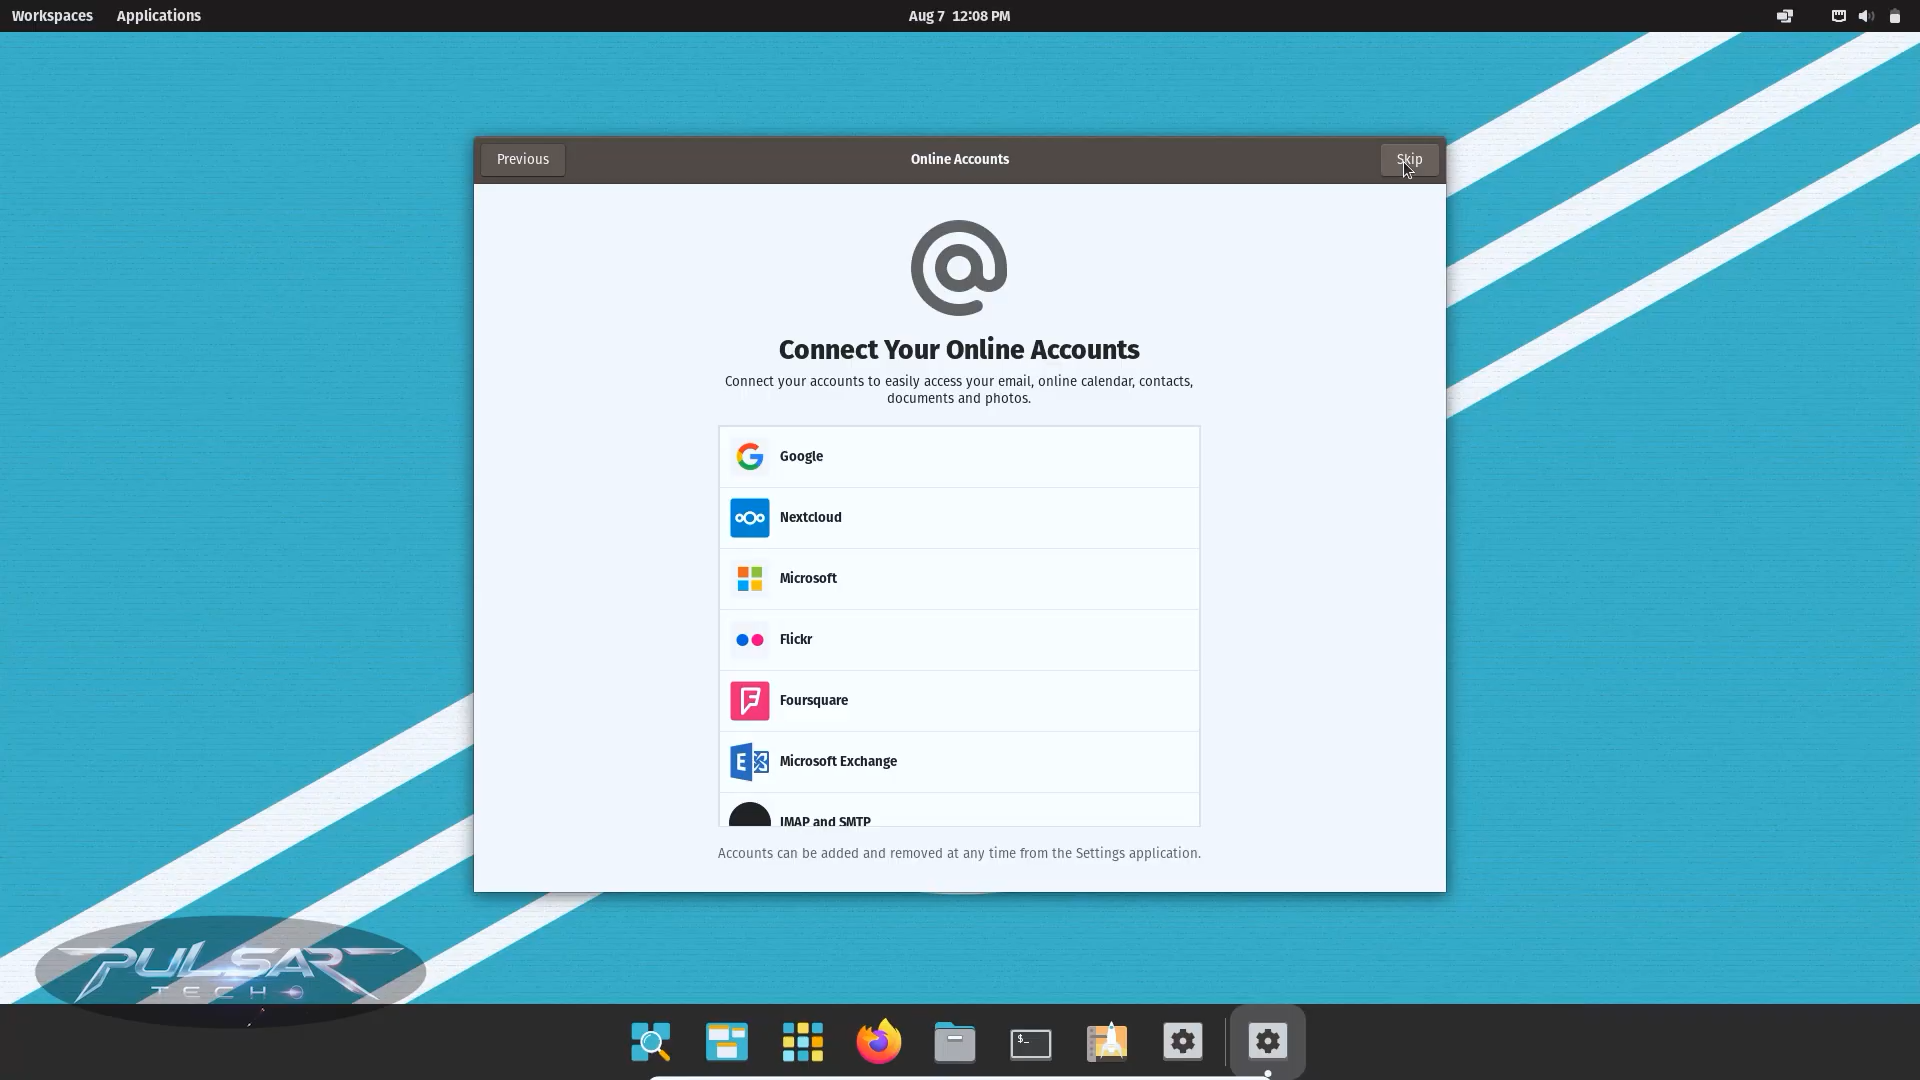 Workspaces Applications Aug 7 12:08 PM
Previous Online Accounts Skip
Connect Your Online Accounts
Connect your accounts to easily access your email, online calendar, contacts,
documents and photos.
Google
Nextcloud
Microsoft
Flickr
Foursquare
E
Microsoft Exchange
IMAP and SMTP
Accounts can be added and removed at any time from the Settings application.
PULSAR
TECH
$_